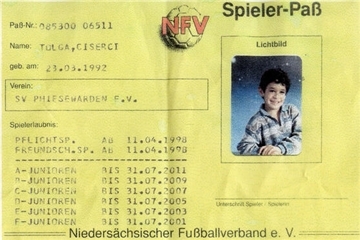 Paß-Nr.: 085300 06511
NFV
Spieler-Paß
Name: TOLGA,CISERCI
Lichtbild
geb. am: 23.03.1992
Verein:
SV PHIESEWARDEN E.V.
Spielerlaubnis:
PFLICHTSP. AB 11.04.1998
FREUNDSCH.SP. AB 11.04.1998
A-JUNIOREN BIS 31.07.2011
B-JUNIOREN BIS 31.07.2009
C-JUNIOREN BIS 31.07.2007
D-JUNIOREN BIS 31.07.2005
E-JUNIOREN BIS 31.07.2003
F-JUNIOREN BIS 31.07.2001
Unterschrift Spieler / Spielerin
Niedersächsischer Fußballverband e. V.